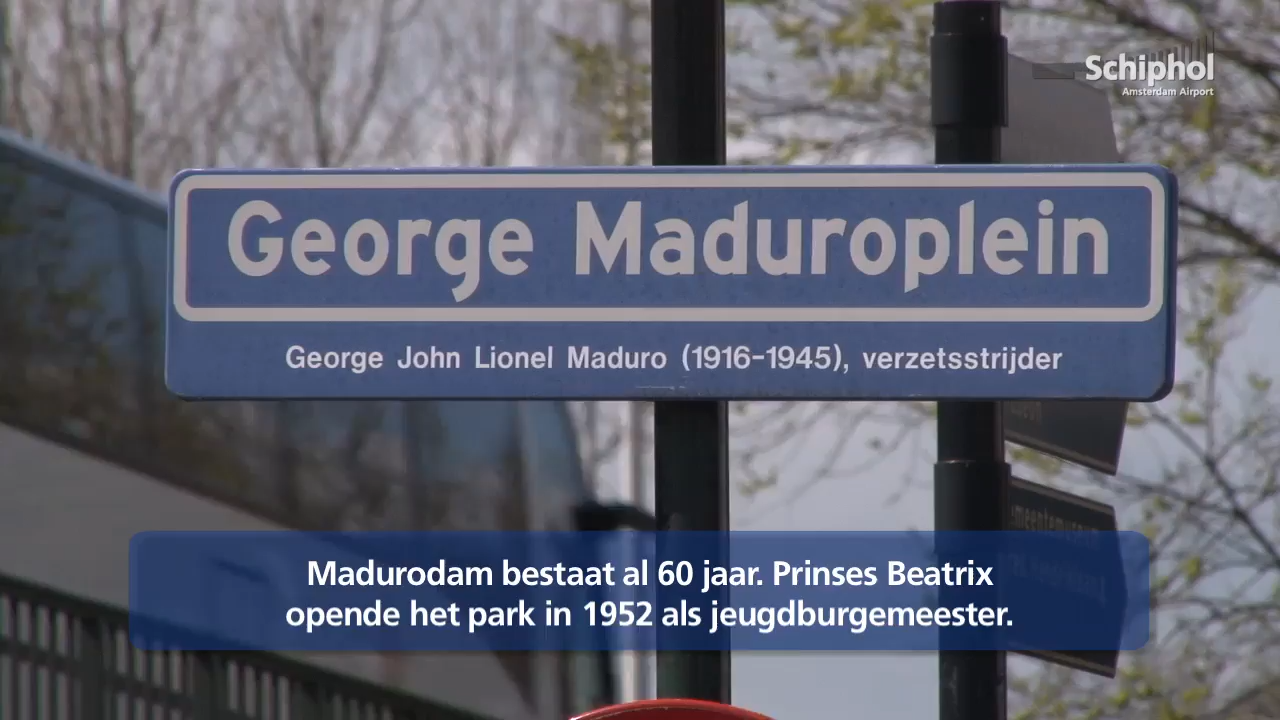 Schiphol
Amsterdam Airport
George Maduroplein
George John Lionel Maduro (1916-1945), verzetsstrijder
Madurodam bestaat al 60 jaar. Prinses Beatrix
opende het park in 1952 als jeugdburgemeester.